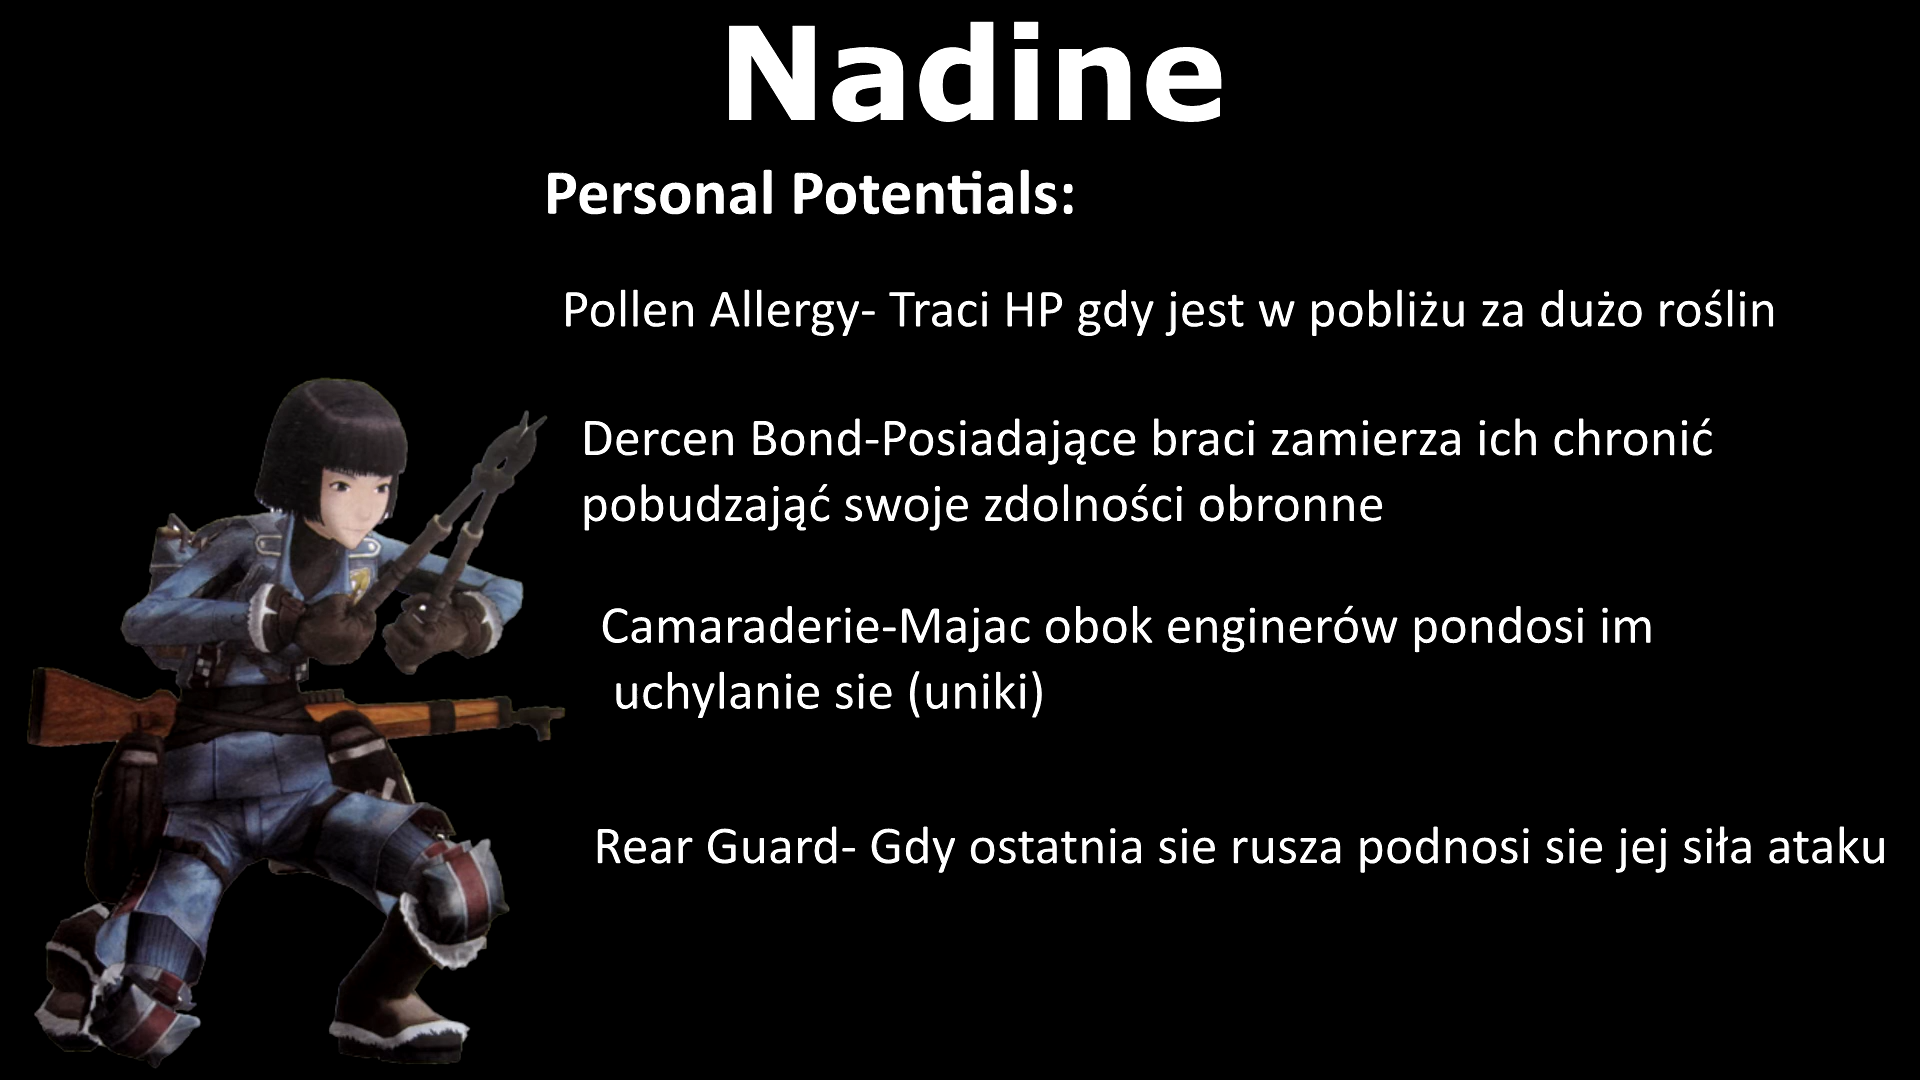 Nadine
Personal Potentials:
Pollen Allergy- Traci HP gdy jest w pobliżu za dużo roślin
Dercen Bond-Posiadające braci zamierza ich chronić
pobudzająć swoje zdolności obronne
Camaraderie-Majac obok enginerów pondosi im
uchylanie sie (uniki)
Rear Guard- Gdy ostatnia sie rusza podnosi sie jej siła ataku